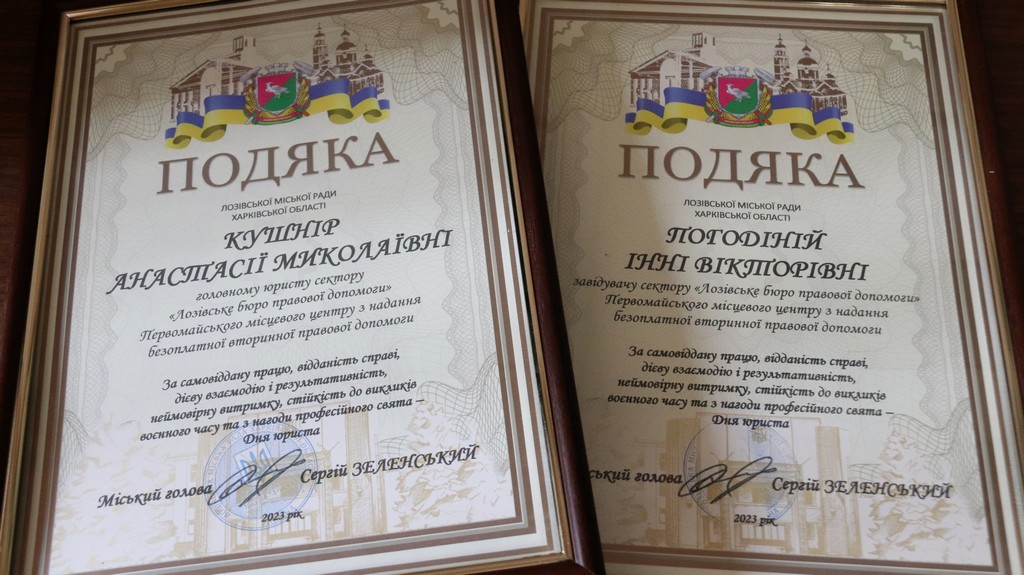 ПОДЯКА
ЛОЗІВСЬКОЇ МІСЬКОЇ РАДИ
ХАРКІВСЬКОЇ ОБЛАСТІ
КУШНІР
АНАСТАСІЇ МИКОЛАЇВНІ
головному юристу сектору
«Лозівське бюро правової допомоги»
Первомайського місцевого центру з надання
безоплатної вторинної правової допомоги
За самовіддану працю, відданість справі,
дієву взаємодію і результативність,
неймовірну витримку, стійкість до викликів
воєнного часу та з нагоди професійного свята –
Дня юриста
Міський голова Сергій ЗЕЛЕНСЬКИЙ
2023 рік
ПОДЯКА
ЛОЗІВСЬКОЇ МІСЬКОЇ РАДИ
ХАРКІВСЬКОЇ ОБЛАСТІ
ПОГОДІНІЙ
ІННІ ВІКТОРІВНІ
завідувачу сектору «Лозівське бюро правової допомоги»
Первомайського місцевого центру з надання
безоплатної вторинної правової допомоги
За самовіддану працю, відданість справі,
дієву взаємодію і результативність,
неймовірну витримку, стійкість до викликів
воєнного часу та з нагоди професійного свята –
Дня юриста
ський голова Сергій ЗЕЛЕНСЬКИЙ
2023 рік